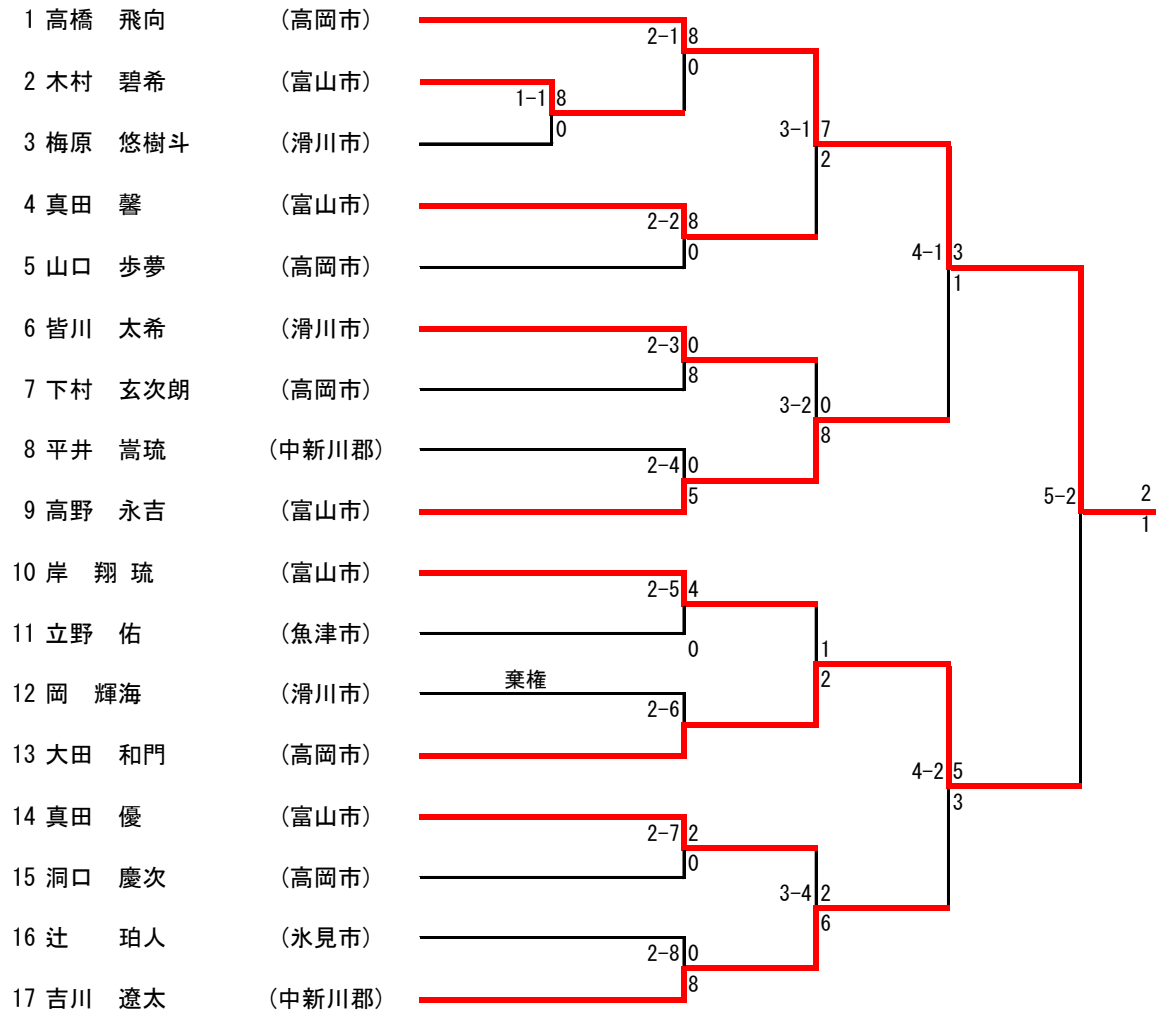 1 高橋 飛向 (高岡市)
2-1 8
0
2 木村 碧希 (富山市)
1-1 8
0
3 梅原 悠樹斗 (滑川市)
3-1 7
2
4 真田 馨 (富山市)
2-2 8
0
5 山口 歩夢 (高岡市)
4-1 3
1
6 皆川 太希 (滑川市)
2-3 0
8
7 下村 玄次朗 (高岡市)
3-2 0
8
8 平井 嵩琉 (中新川郡)
2-4 0
5
9 高野 永吉 (富山市)
5-2 2
1
10 岸 翔琉 (富山市)
2-5 4
0
11 立野 佑 (魚津市)
1
2
12 岡 輝海 (滑川市) 棄権
2-6
13 大田 和門 (高岡市)
4-2 5
3
14 真田 優 (富山市)
2-7 2
0
15 洞口 慶次 (高岡市)
3-4 2
6
16 辻 珀人 (氷見市)
2-8 0
8
17 吉川 遼太 (中新川郡)